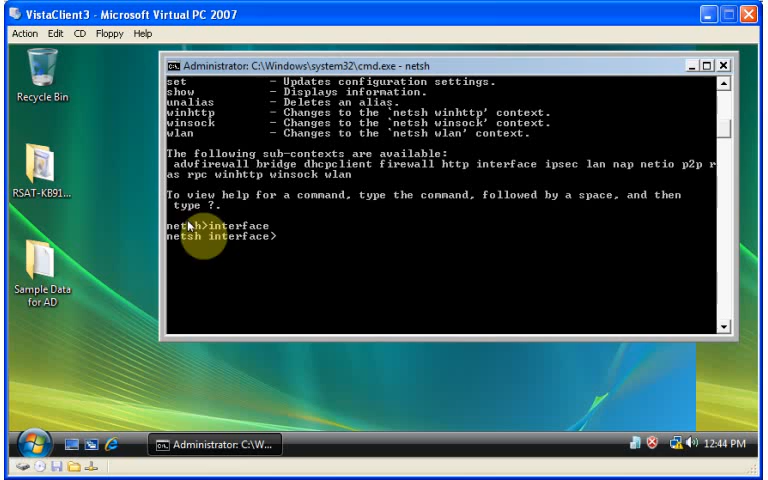 VistaClient3 - Microsoft Virtual PC 2007
Action Edit CD Floppy Help
Recycle Bin
RSAT-KB91...
Sample Data
for AD
Administrator: C:\Windows\system32\cmd.exe - netsh
set            - Updates configuration settings.
show           - Displays information.
unalias        - Deletes an alias.
winhttp        - Changes to the `netsh winhttp' context.
winsock        - Changes to the `netsh winsock' context.
wlan           - Changes to the `netsh wlan' context.
The following sub-contexts are available:
 advfirewall bridge dhcpclient firewall http interface ipsec lan nap netio p2p r
as rpc winhttp winsock wlan
To view help for a command, type the command, followed by a space, and then
 type ?.
netsh>interface
netsh interface>
Administrator: C:\W...
12:44 PM